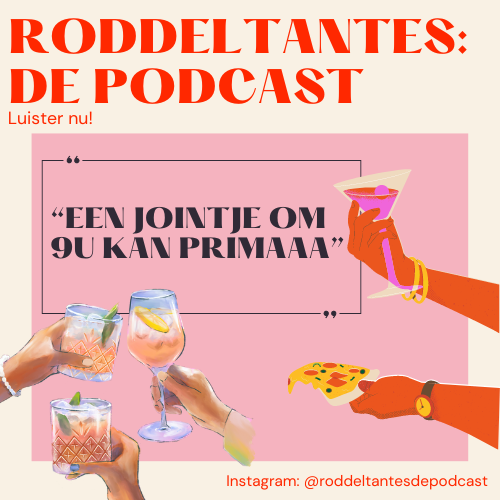 RODDELTANTES:
DE PODCAST
Luister nu!
“
“EEN JOINTJE OM
9U KAN PRIMAAA”
”
Instagram: @roddeltantesdepodcast